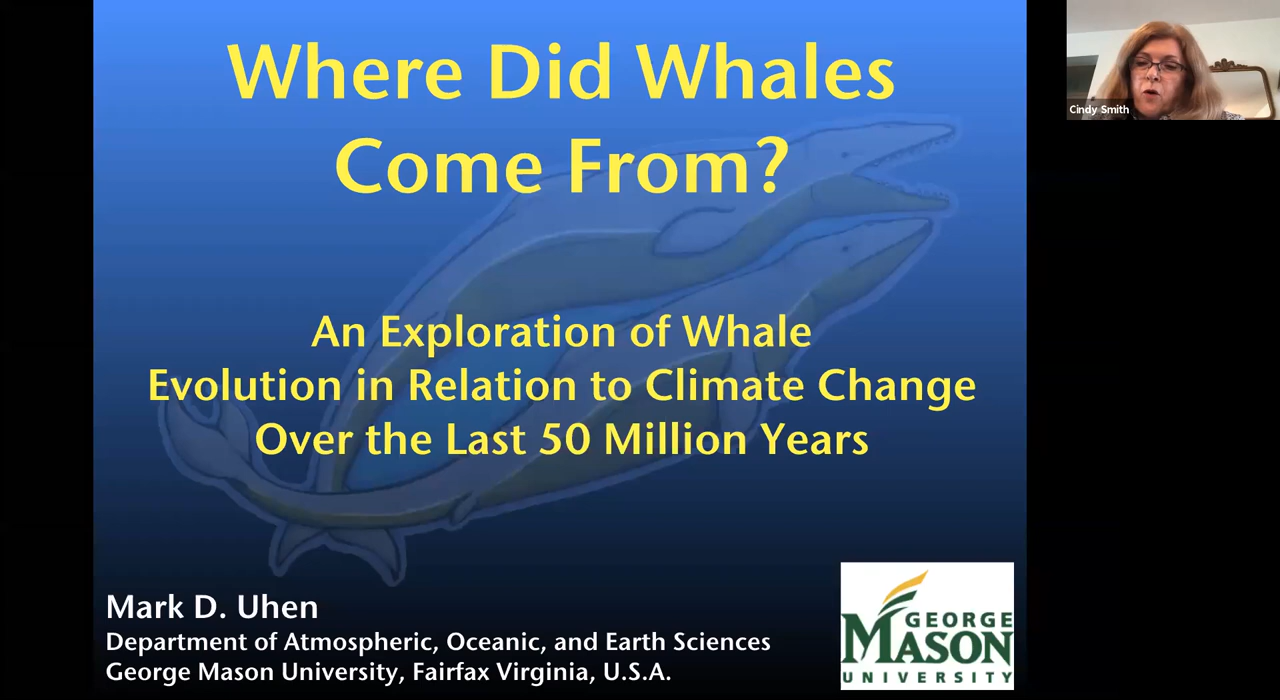 Where Did Whales
Come From?
An Exploration of Whale
Evolution in Relation to Climate Change
Over the Last 50 Million Years
Mark D. Uhen
Department of Atmospheric, Oceanic, and Earth Sciences
George Mason University, Fairfax Virginia, U.S.A.
GEORGE
MASON
UNIVERSITY
Cindy Smith